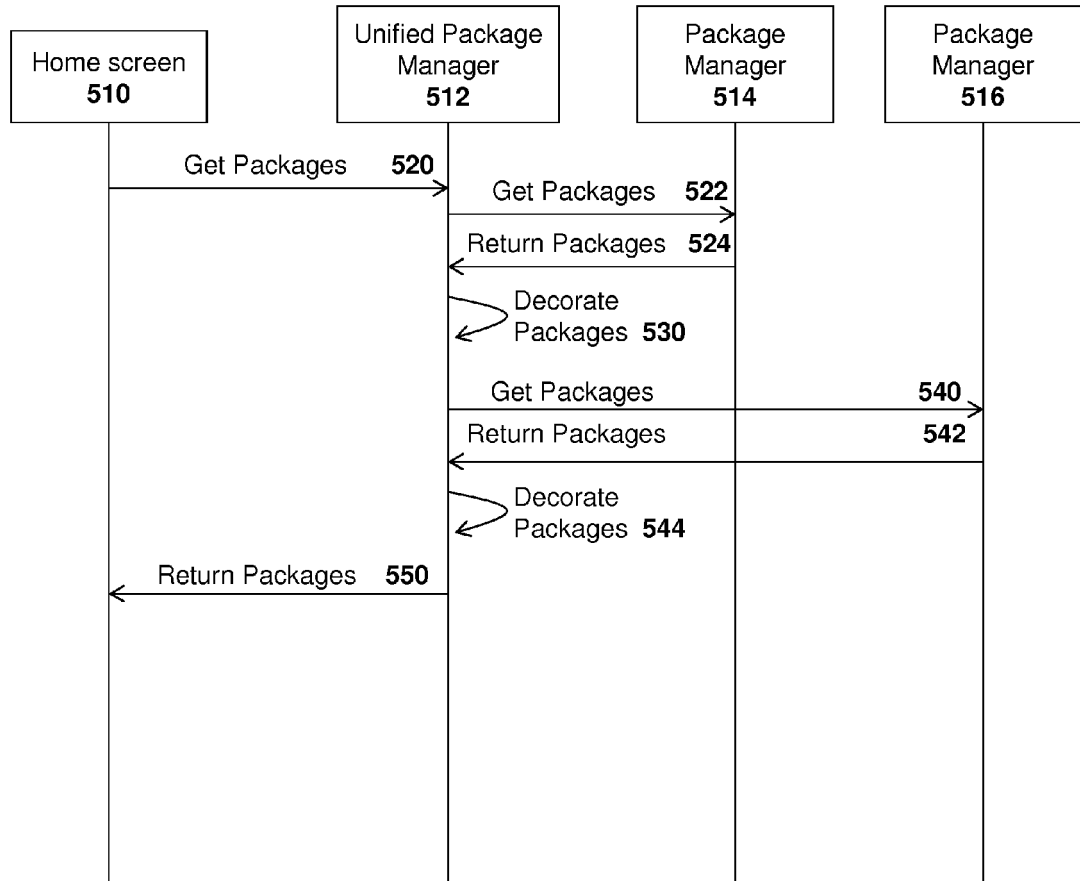 Home screen
510
Unified Package
Manager
512
Package
Manager
514
Package
Manager
516
Get Packages 520
Get Packages 522
Return Packages 524
Decorate
Packages 530
Get Packages 540
Return Packages 542
Decorate
Packages 544
Return Packages 550